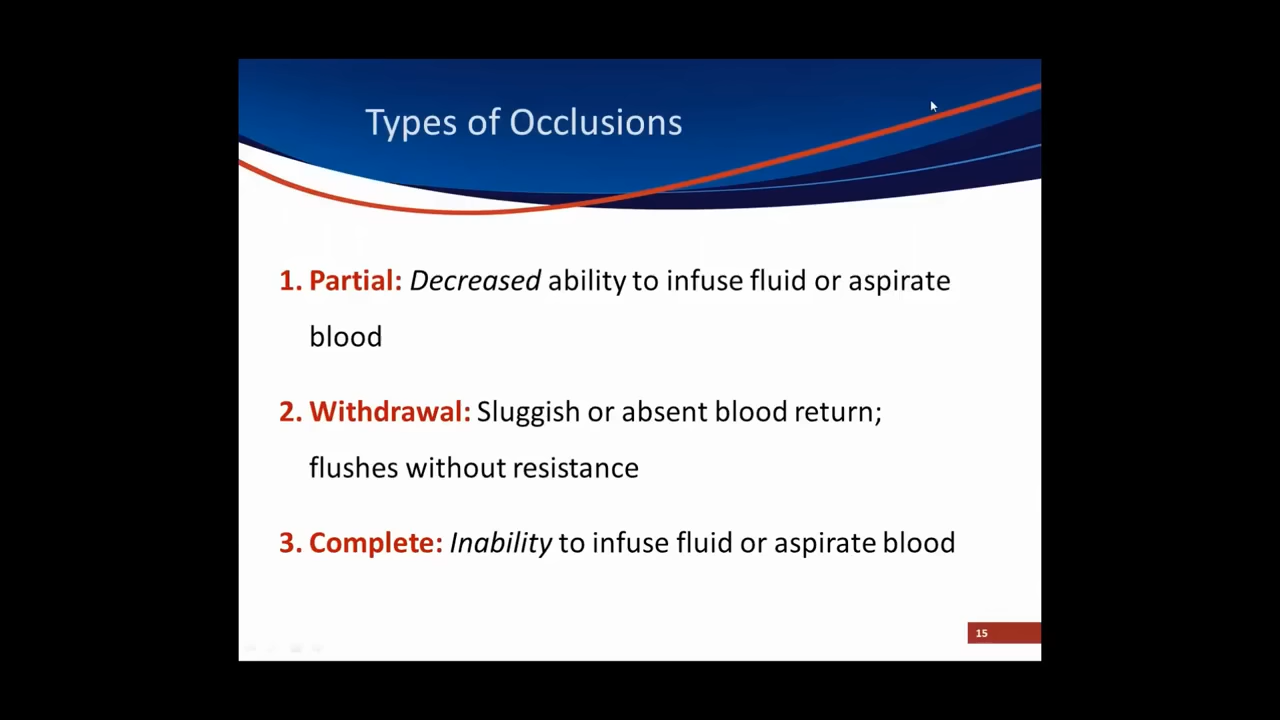 Types of Occlusions
1. Partial: Decreased ability to infuse fluid or aspirate
blood
2. Withdrawal: Sluggish or absent blood return;
flushes without resistance
3. Complete: Inability to infuse fluid or aspirate blood
15